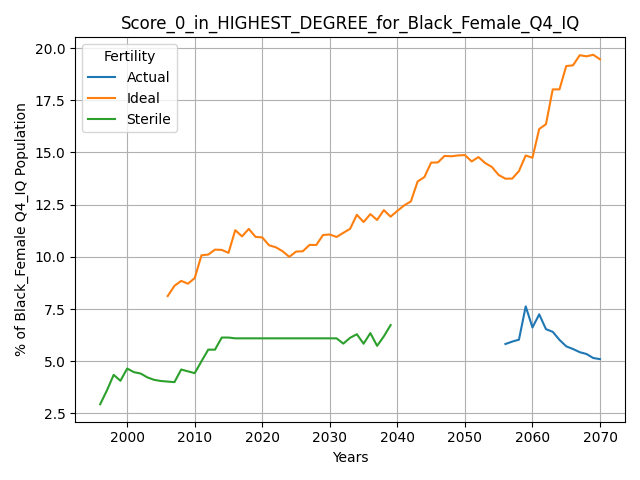 Score_0_in_HIGHEST_DEGREE_for_Black_Female_Q4_IQ
Fertility
Actual
Ideal
Sterile
% of Black_Female Q4_IQ Population
20.0
17.5
15.0
12.5
10.0
7.5
5.0
2.5
2000
2010
2020
2030
2040
2050
2060
2070
Years